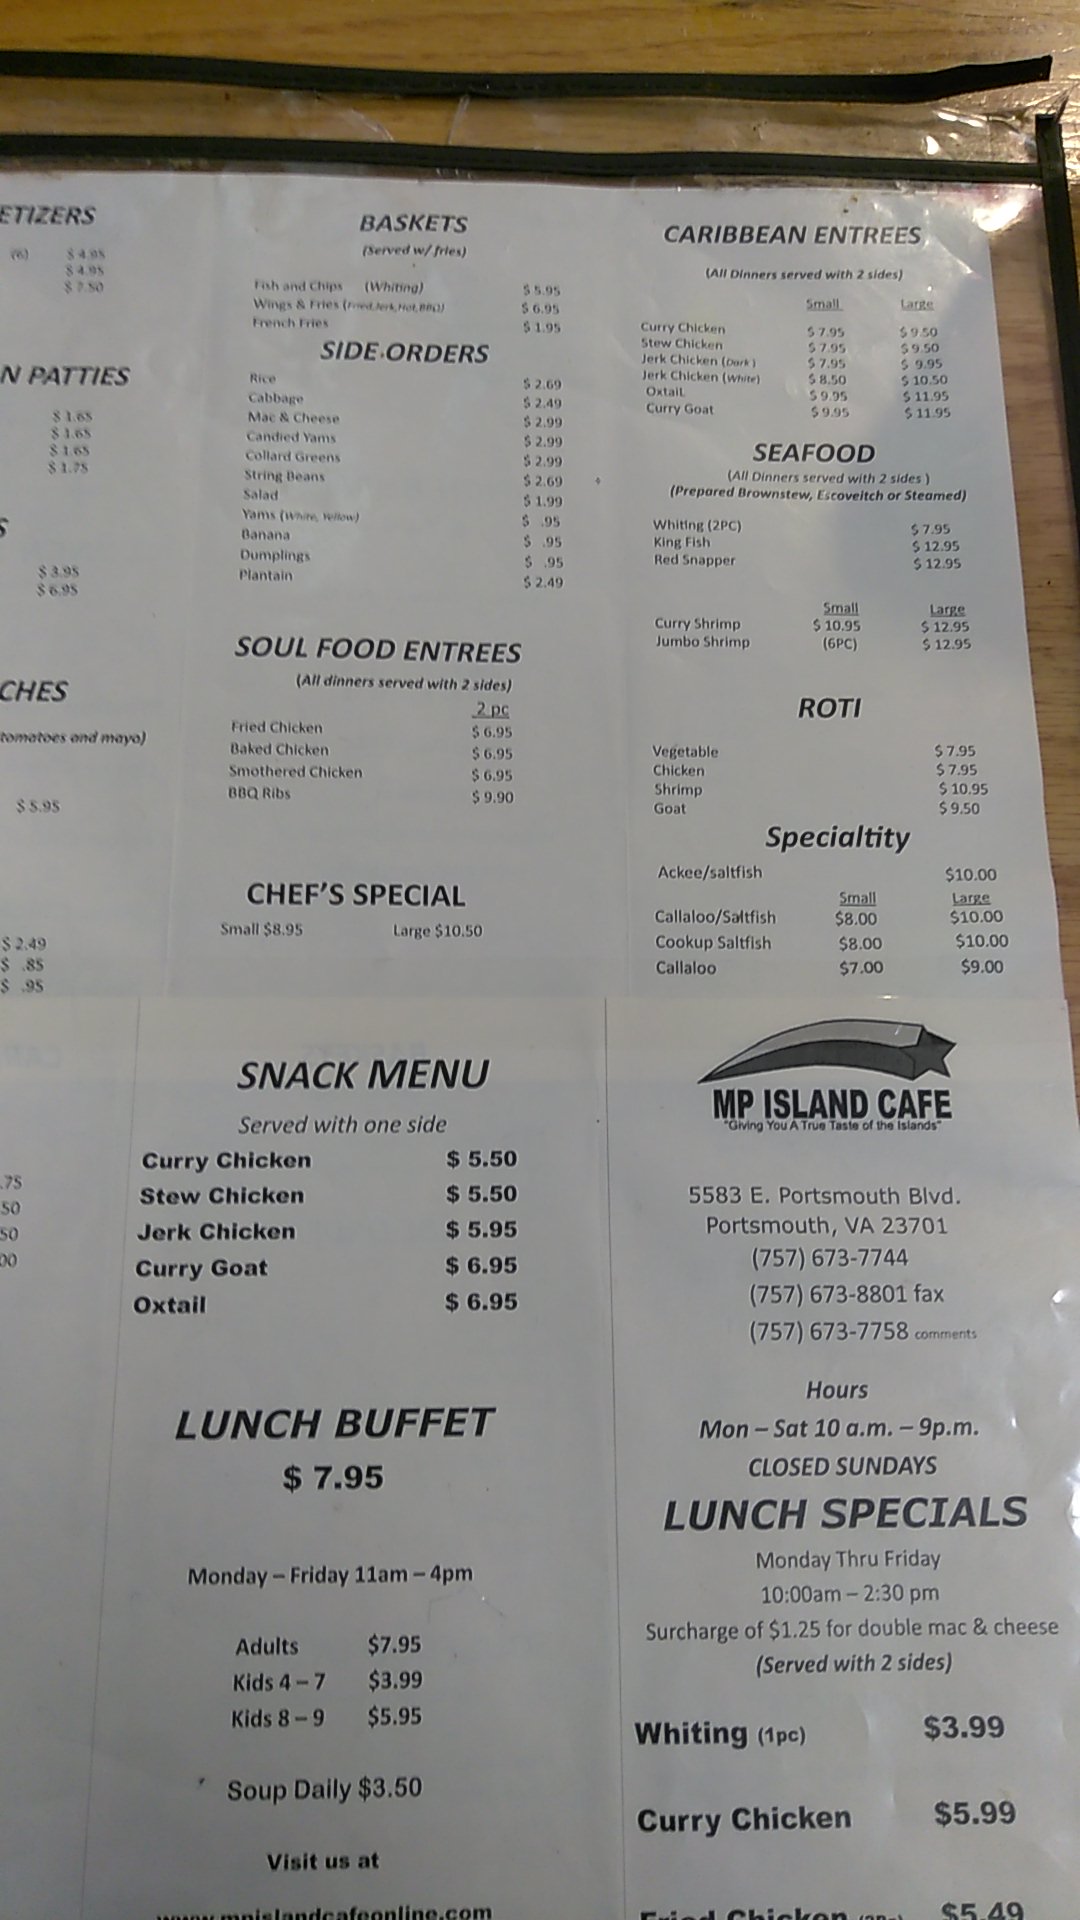 ETIZERS
(6) $ 4.95
$ 4.95
$ 7.50
N PATTIES
$ 1.65
$ 1.65
$ 1.65
$ 1.75
S
$ 3.95
$ 6.95
CHES
tomatoes and mayo)
$ 5.95
$ 2.49
$ .85
$ .95
BASKETS
(Served w/ fries)
Fish and Chips (Whiting) $ 5.95
Wings & Fries (Fried,Jerk,Hot,BBQ) $ 6.95
French Fries $ 1.95
SIDE ORDERS
Rice $ 2.69
Cabbage $ 2.49
Mac & Cheese $ 2.99
Candied Yams $ 2.99
Collard Greens $ 2.99
String Beans $ 2.69
Salad $ 1.99
Yams (White, Yellow) $ .95
Banana $ .95
Dumplings $ .95
Plantain $ 2.49
SOUL FOOD ENTREES
(All dinners served with 2 sides)
2 pc
Fried Chicken $ 6.95
Baked Chicken $ 6.95
Smothered Chicken $ 6.95
BBQ Ribs $ 9.90
CHEF'S SPECIAL
Small $8.95 Large $10.50
CARIBBEAN ENTREES
(All Dinners served with 2 sides)
Small Large
Curry Chicken $ 7.95 $ 9.50
Stew Chicken $ 7.95 $ 9.50
Jerk Chicken (Dark) $ 7.95 $ 9.95
Jerk Chicken (White) $ 8.50 $ 10.50
Oxtail $ 9.95 $ 11.95
Curry Goat $ 9.95 $ 11.95
SEAFOOD
(All Dinners served with 2 sides )
(Prepared Brownstew, Escoveitch or Steamed)
Whiting (2PC) $ 7.95
King Fish $ 12.95
Red Snapper $ 12.95
Small Large
Curry Shrimp $ 10.95 $ 12.95
Jumbo Shrimp (6PC) $ 12.95
ROTI
Vegetable $ 7.95
Chicken $ 7.95
Shrimp $ 10.95
Goat $ 9.50
Specialtity
Ackee/saltfish $10.00
Small Large
Callaloo/Saltfish $8.00 $10.00
Cookup Saltfish $8.00 $10.00
Callaloo $7.00 $9.00
.75
50
50
00
SNACK MENU
Served with one side
Curry Chicken $ 5.50
Stew Chicken $ 5.50
Jerk Chicken $ 5.95
Curry Goat $ 6.95
Oxtail $ 6.95
LUNCH BUFFET
$ 7.95
Monday – Friday 11am – 4pm
Adults $7.95
Kids 4 – 7 $3.99
Kids 8 – 9 $5.95
Soup Daily $3.50
Visit us at
www.mpislandcafeonline.com
MP ISLAND CAFE
"Giving You A True Taste of the Islands"
5583 E. Portsmouth Blvd.
Portsmouth, VA 23701
(757) 673-7744
(757) 673-8801 fax
(757) 673-7758 comments
Hours
Mon – Sat 10 a.m. – 9p.m.
CLOSED SUNDAYS
LUNCH SPECIALS
Monday Thru Friday
10:00am – 2:30 pm
Surcharge of $1.25 for double mac & cheese
(Served with 2 sides)
Whiting (1pc) $3.99
Curry Chicken $5.99
Fried Chicken $5.49